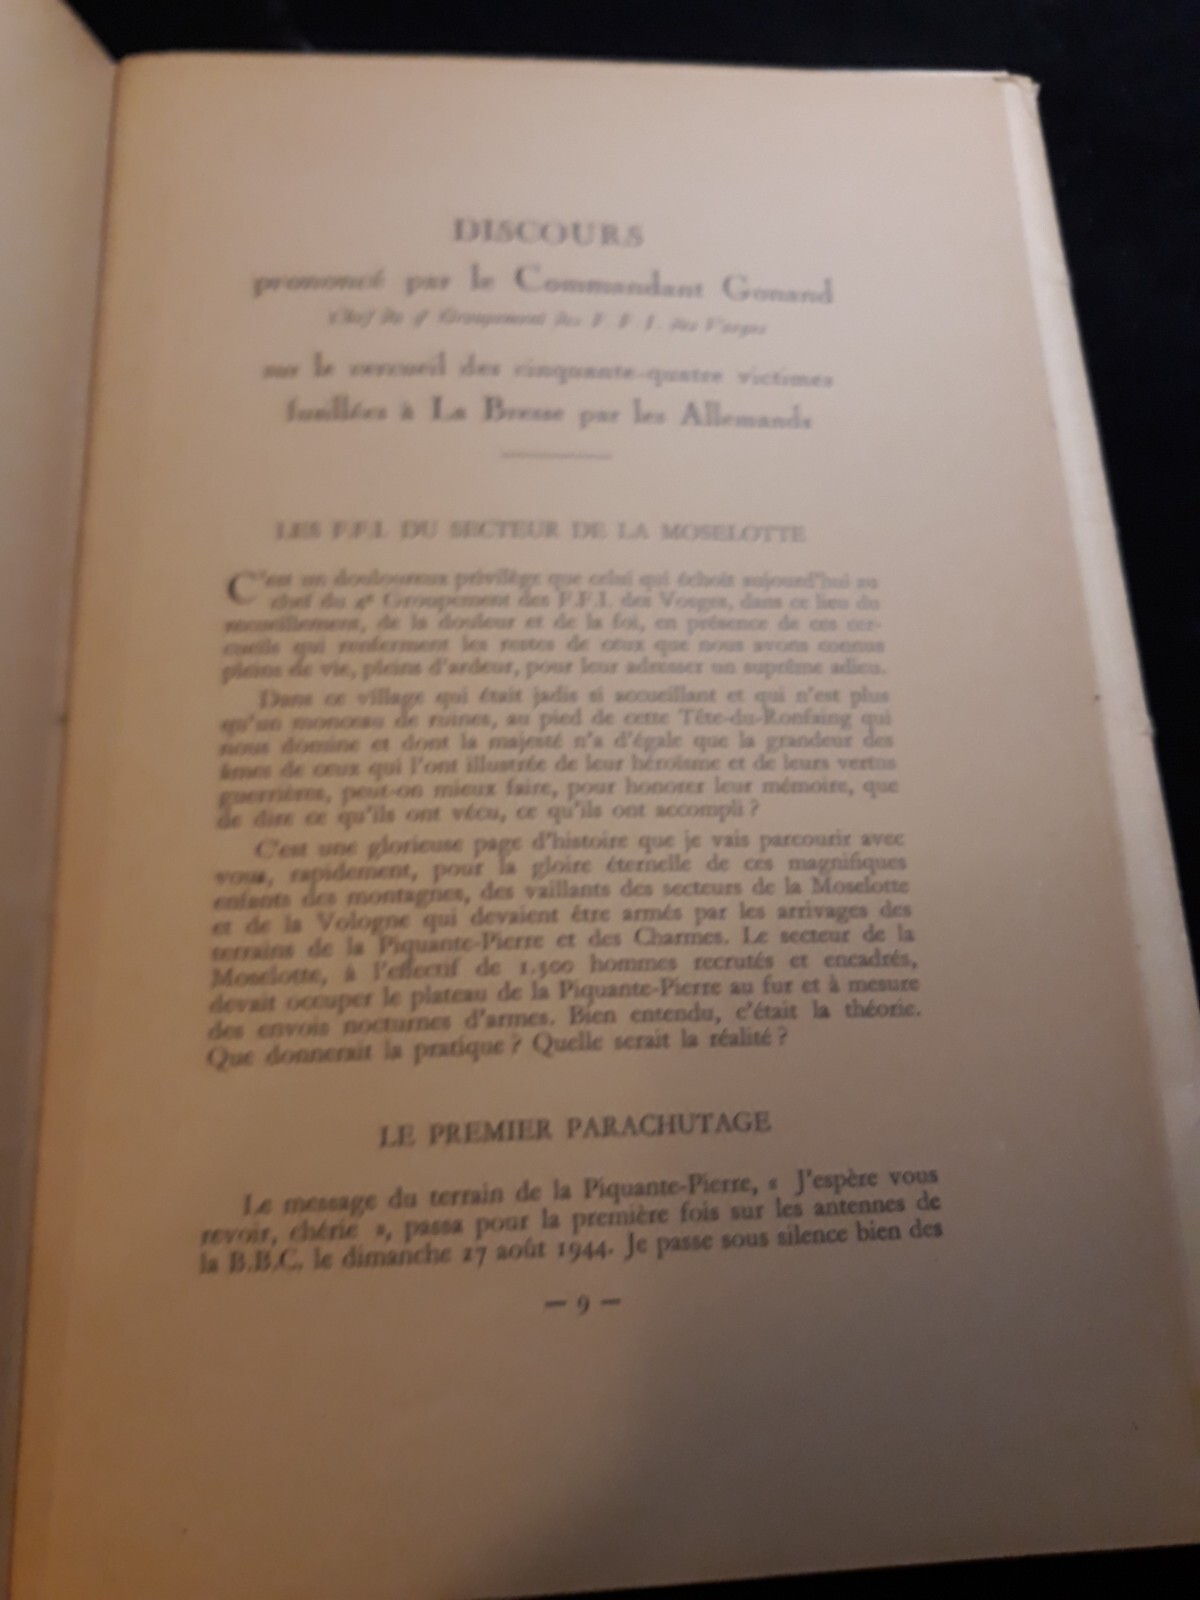 DISCOURS
prononcé par le Commandant Gonand
Chef du 4e Groupement des F. F. I. des Vosges
sur le cercueil des cinquante-quatre victimes
fusillées à La Bresse par les Allemands
LES F.F.I. DU SECTEUR DE LA MOSELOTTE
C'est un douloureux privilège que celui qui échoit aujourd'hui au
chef du 4e Groupement des F.F.I. des Vosges, dans ce lieu du
recueillement, de la douleur et de la foi, en présence de ces cer-
cueils qui renferment les restes de ceux que nous avons connus
pleins de vie, pleins d'ardeur, pour leur adresser un suprême adieu.
Dans ce village qui était jadis si accueillant et qui n'est plus
qu'un monceau de ruines, au pied de cette Tête-du-Ronfaing qui
nous domine et dont la majesté n'a d'égale que la grandeur des
âmes de ceux qui l'ont illustrée de leur héroïsme et de leurs vertus
guerrières, peut-on mieux faire, pour honorer leur mémoire, que
de dire ce qu'ils ont vécu, ce qu'ils ont accompli ?
C'est une glorieuse page d'histoire que je vais parcourir avec
vous, rapidement, pour la gloire éternelle de ces magnifiques
enfants des montagnes, des vaillants des secteurs de la Moselotte
et de la Vologne qui devaient être armés par les arrivages des
terrains de la Piquante-Pierre et des Charmes. Le secteur de la
Moselotte, à l'effectif de 1.500 hommes recrutés et encadrés,
devait occuper le plateau de la Piquante-Pierre au fur et à mesure
des envois nocturnes d'armes. Bien entendu, c'était la théorie.
Que donnerait la pratique ? Quelle serait la réalité ?
LE PREMIER PARACHUTAGE
Le message du terrain de la Piquante-Pierre, « J'espère vous
revoir, chérie », passa pour la première fois sur les antennes de
la B.B.C. le dimanche 27 août 1944. Je passe sous silence bien des
— 9 —